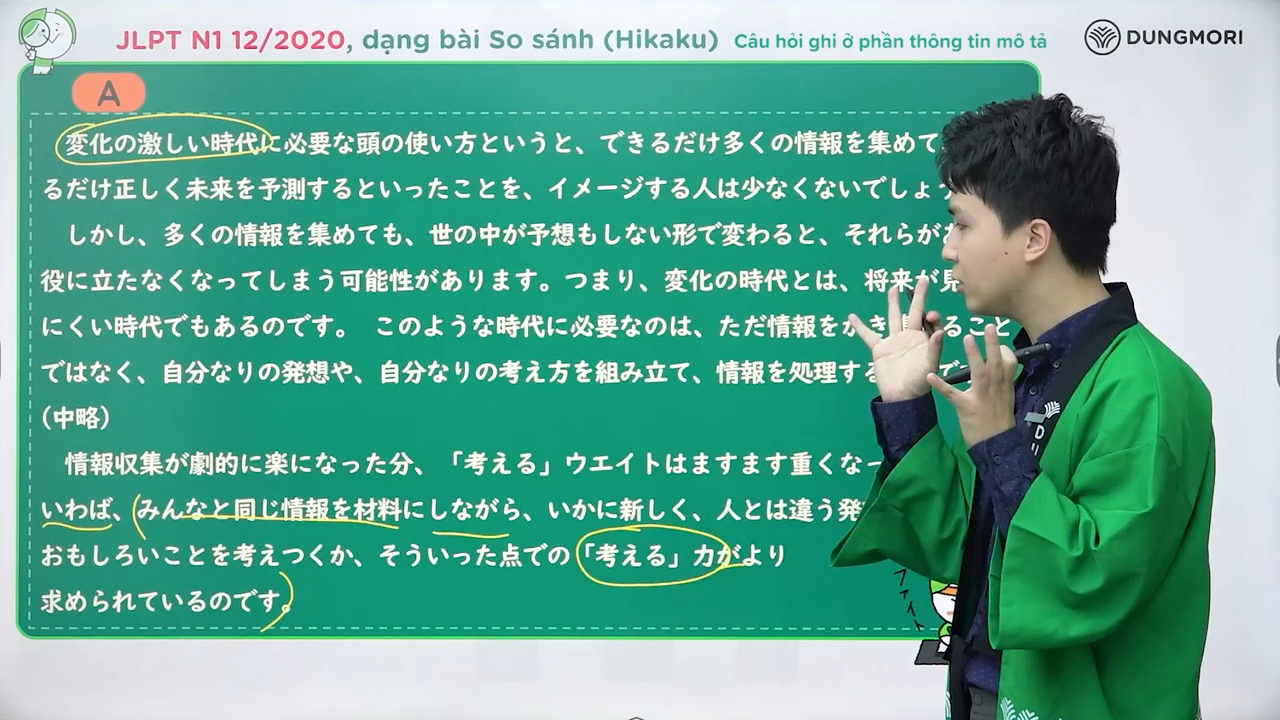 JLPT N1 12/2020, dạng bài So sánh (Hikaku) Câu hỏi ghi ở phần thông tin mô tả
DUNGMORI
A
変化の激しい時代に必要な頭の使い方というと、できるだけ多くの情報を集めて
るだけ正しく未来を予測するといったことを、イメージする人は少なくないでしょ
しかし、多くの情報を集めても、世の中が予想もしない形で変わると、それらが
役に立たなくなってしまう可能性があります。つまり、変化の時代とは、将来が見
にくい時代でもあるのです。 このような時代に必要なのは、ただ情報をかき ること
ではなく、自分なりの発想や、自分なりの考え方を組み立て、情報を処理する で
(中略)
情報収集が劇的に楽になった分、「考える」ウエイトはますます重くなっ
いわば、みんなと同じ情報を材料にしながら、いかに新しく、人とは違う発
おもしろいことを考えつくか、そういった点での「考える」力がより
求められているのです。
ファイト